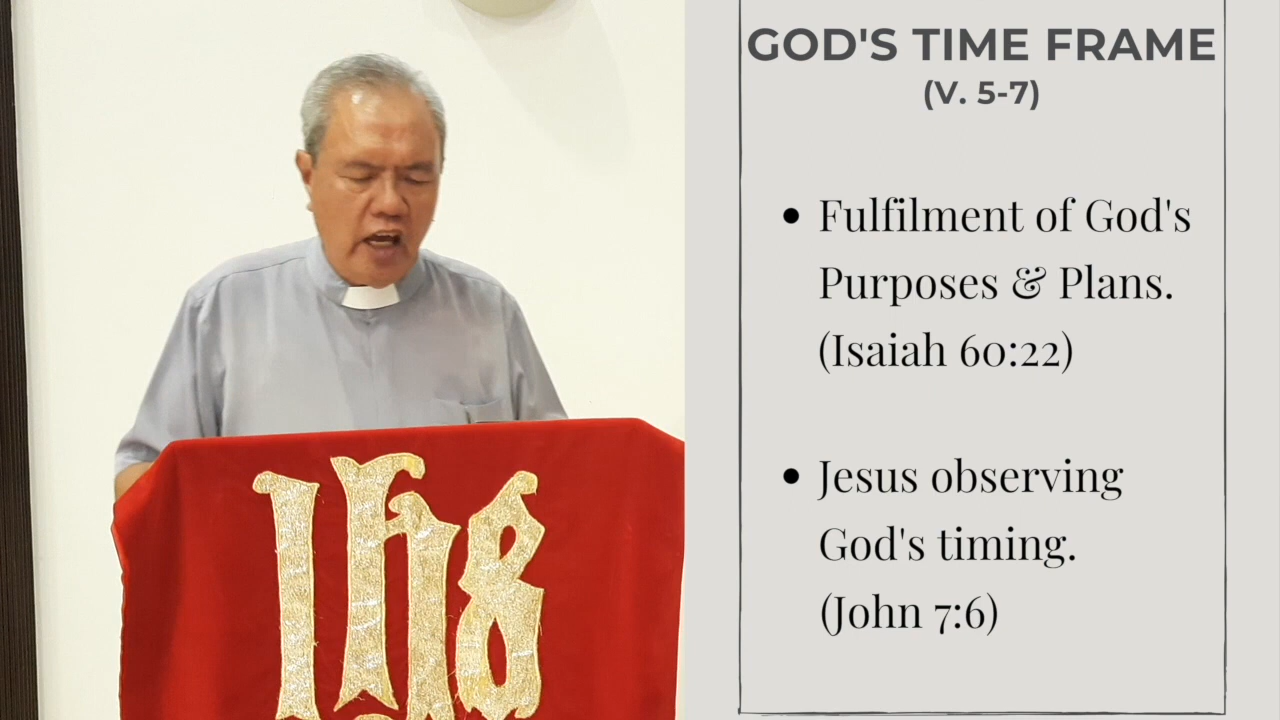 IHS
GOD'S TIME FRAME
(V. 5-7)
• Fulfilment of God's
Purposes & Plans.
(Isaiah 60:22)
• Jesus observing
God's timing.
(John 7:6)